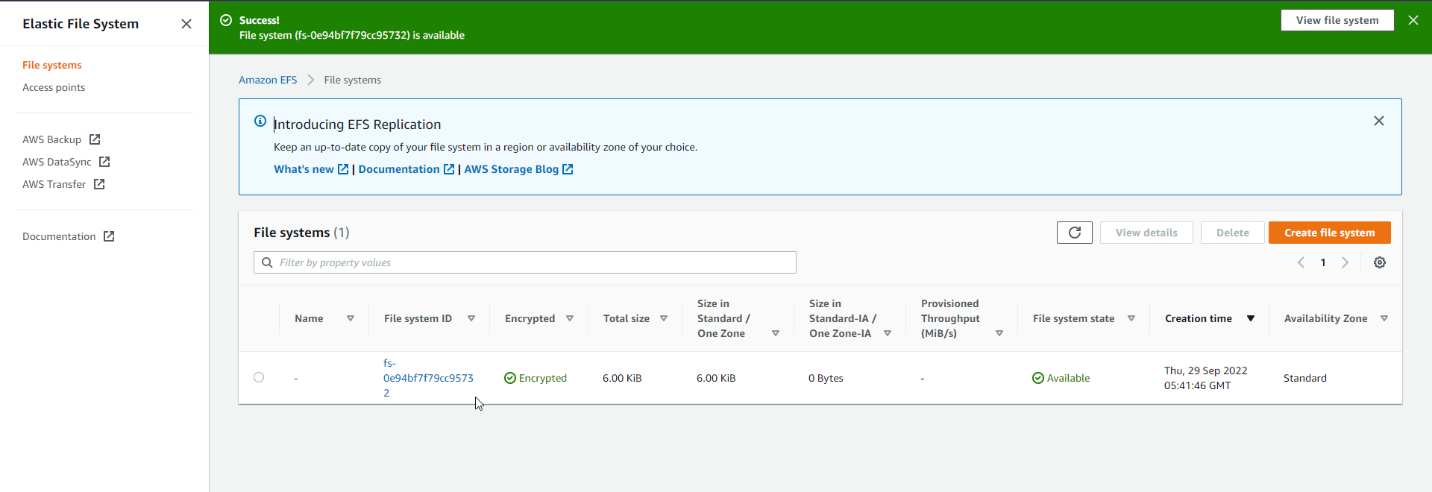 Elastic File System
Success!
File system (fs-0e94bf7f79cc95732) is available
View file system
File systems
Access points
AWS Backup
AWS DataSync
AWS Transfer
Documentation
Amazon EFS > File systems
Introducing EFS Replication
Keep an up-to-date copy of your file system in a region or availability zone of your choice.
What's new | Documentation | AWS Storage Blog
File systems (1)
View details
Delete
Create file system
Filter by property values
1
Name
File system ID
Encrypted
Total size
Size in
Standard /
One Zone
Size in
Standard-IA /
One Zone-IA
Provisioned
Throughput
(MiB/s)
File system state
Creation time
Availability Zone
-
fs-
0e94bf7f79cc9573
2
Encrypted
6.00 KiB
6.00 KiB
0 Bytes
-
Available
Thu, 29 Sep 2022
05:41:46 GMT
Standard